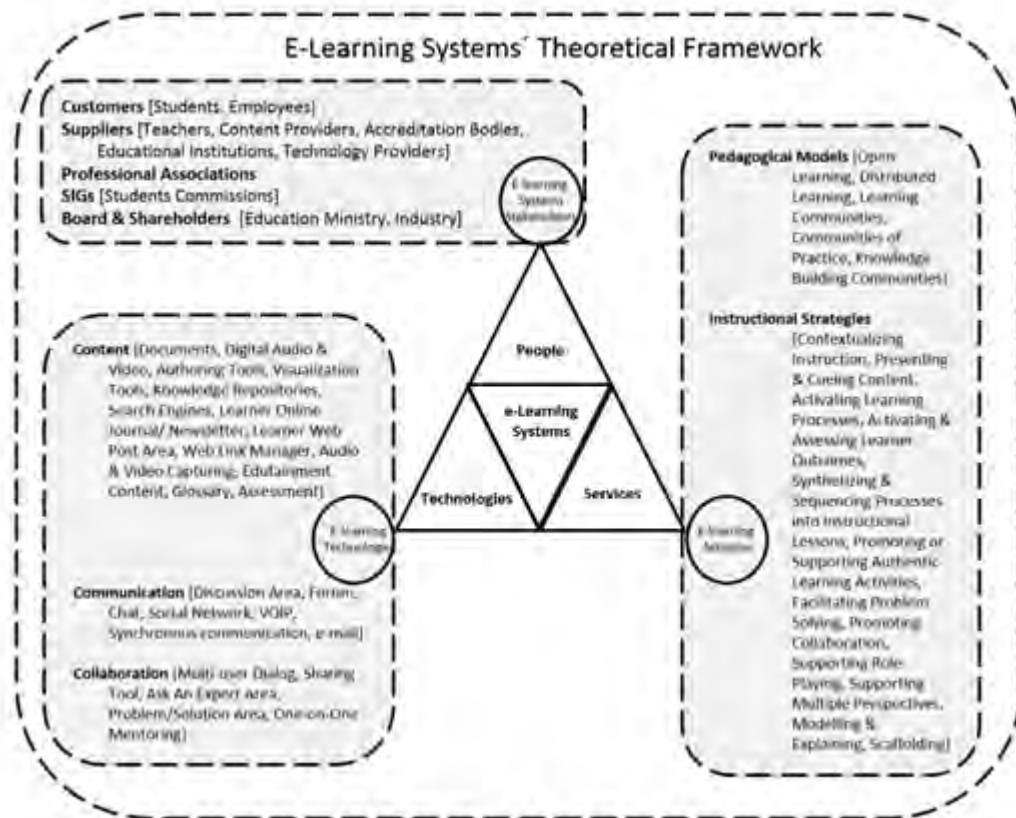 E-Learning Systems´ Theoretical Framework
Customers [Students, Employees]
Suppliers [Teachers, Content Providers, Accreditation Bodies,
Educational Institutions, Technology Providers]
Professional Associations
SIGs [Students Commissions]
Board & Shareholders [Education Ministry, Industry]
E-learning
Systems
Stakeholders
Pedagogical Models [Open
Learning, Distributed
Learning, Learning
Communities,
Communities of
Practice, Knowledge
Building Communities]
Instructional Strategies
[Contextualizing
Instruction, Presenting
& Cueing Content,
Activating Learning
Processes, Activating &
Assessing Learner
Outcomes,
Synthetizing &
Sequencing Processes
into Instructional
Lessons, Promoting or
Supporting Authentic
Learning Activities,
Facilitating Problem
Solving, Promoting
Collaboration,
Supporting Role-
Playing, Supporting
Multiple Perspectives,
Modelling &
Explaining, Scaffolding]
People
e-Learning
Systems
Technologies
Services
Content [Documents, Digital Audio &
Video, Authoring Tools, Visualization
Tools, Knowledge Repositories,
Search Engines, Learner Online
Journal/ Newsletter, Learner Web
Post Area, Web Link Manager, Audio
& Video Capturing, Edutainment
Content, Glossary, Assessment]
E-learning
E-learning
Communication [Discussion Area, Forum,
Chat, Social Network, VOIP,
Synchronous communication, e-mail]
Collaboration [Multi-user Dialog, Sharing
Tool, Ask An Expert Area,
Problem/Solution Area, One-on-One
Mentoring]